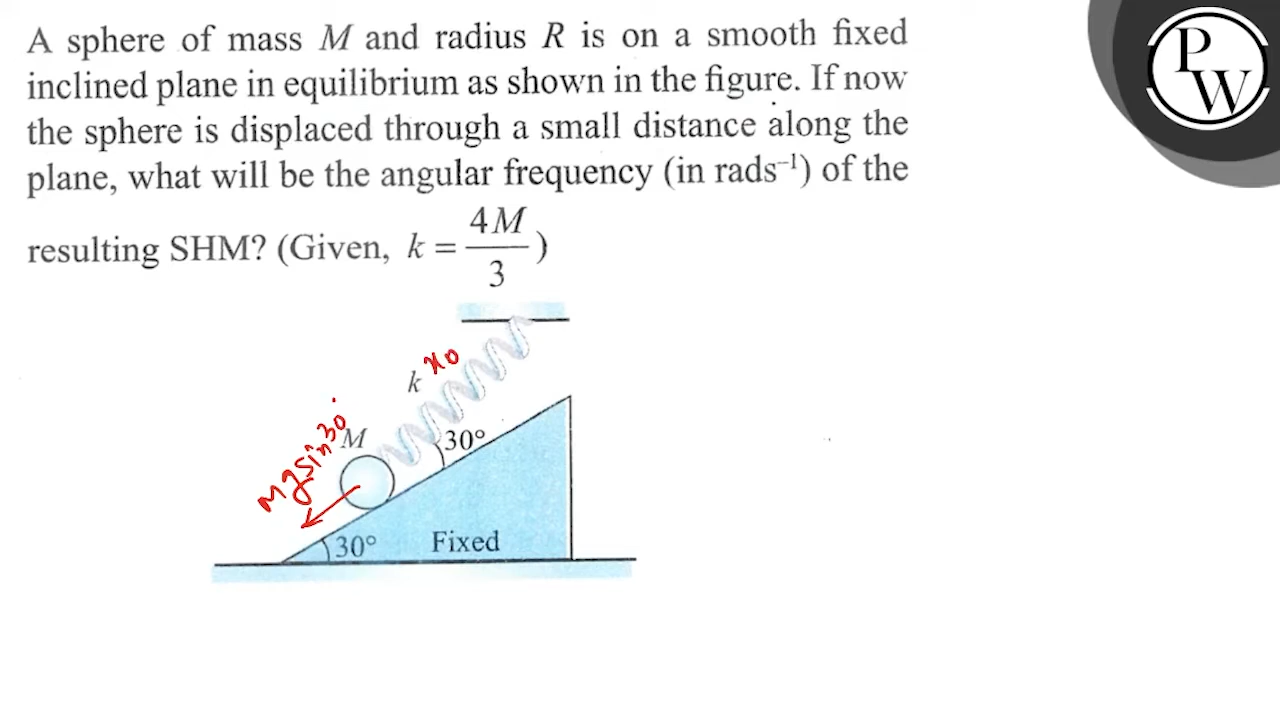 A sphere of mass M and radius R is on a smooth fixed
inclined plane in equilibrium as shown in the figure. If now
the sphere is displaced through a small distance along the
plane, what will be the angular frequency (in rads⁻¹) of the
resulting SHM? (Given, k = 4M/3)
P
W
k x0
Mg sin30°
M
30°
30°
Fixed